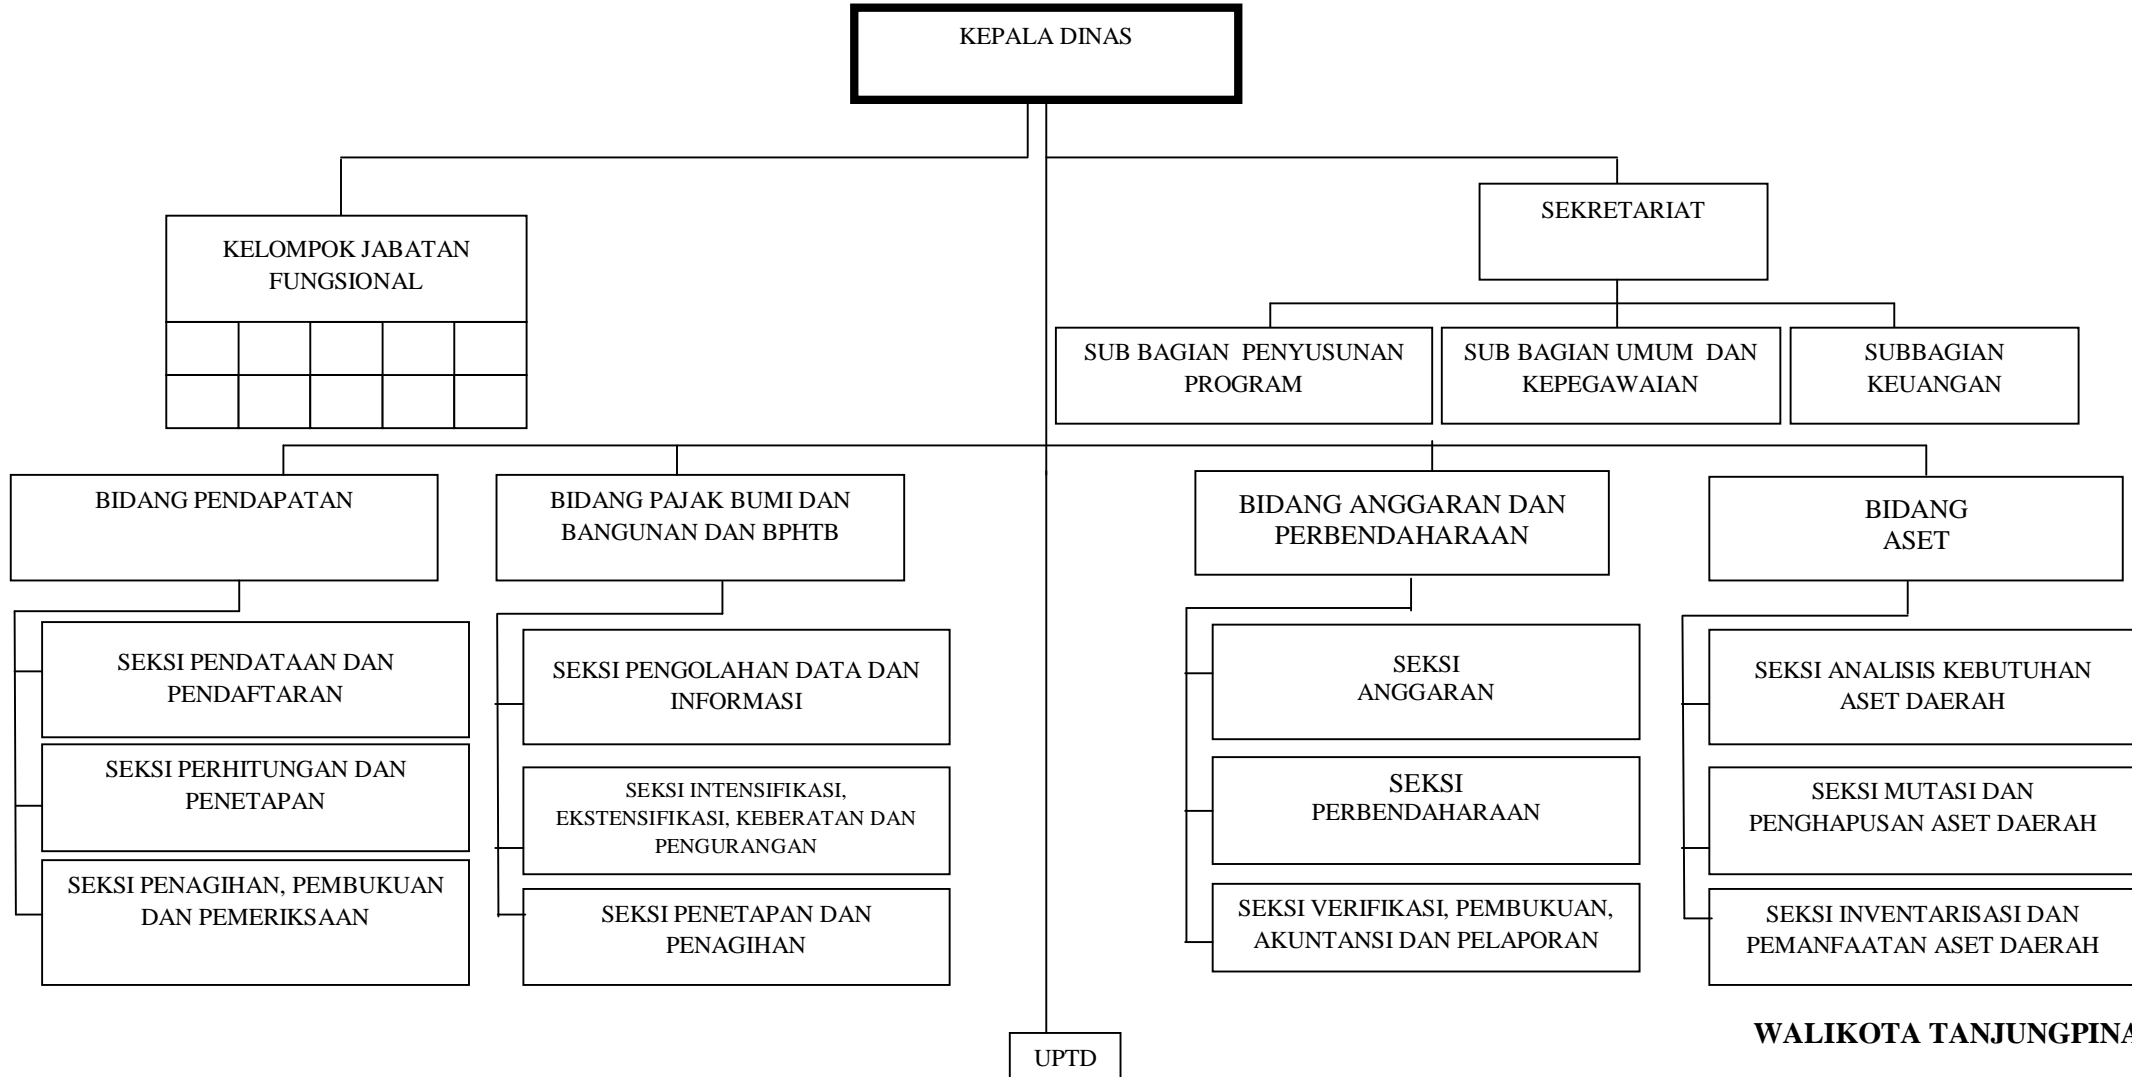 KEPALA DINAS
SEKRETARIAT
KELOMPOK JABATAN
FUNGSIONAL
SUB BAGIAN  PENYUSUNAN
PROGRAM
SUB BAGIAN UMUM  DAN
KEPEGAWAIAN
SUBBAGIAN
KEUANGAN
BIDANG PENDAPATAN
BIDANG PAJAK BUMI DAN
BANGUNAN DAN BPHTB
BIDANG ANGGARAN DAN
PERBENDAHARAAN
BIDANG
ASET
SEKSI PENDATAAN DAN
PENDAFTARAN
SEKSI PERHITUNGAN DAN
PENETAPAN
SEKSI PENAGIHAN, PEMBUKUAN
DAN PEMERIKSAAN
SEKSI PENGOLAHAN DATA DAN
INFORMASI
SEKSI INTENSIFIKASI,
EKSTENSIFIKASI, KEBERATAN DAN
PENGURANGAN
SEKSI PENETAPAN DAN
PENAGIHAN
SEKSI
ANGGARAN
SEKSI
PERBENDAHARAAN
SEKSI VERIFIKASI, PEMBUKUAN,
AKUNTANSI DAN PELAPORAN
SEKSI ANALISIS KEBUTUHAN
ASET DAERAH
SEKSI MUTASI DAN
PENGHAPUSAN ASET DAERAH
SEKSI INVENTARISASI DAN
PEMANFAATAN ASET DAERAH
WALIKOTA TANJUNGPINA
UPTD